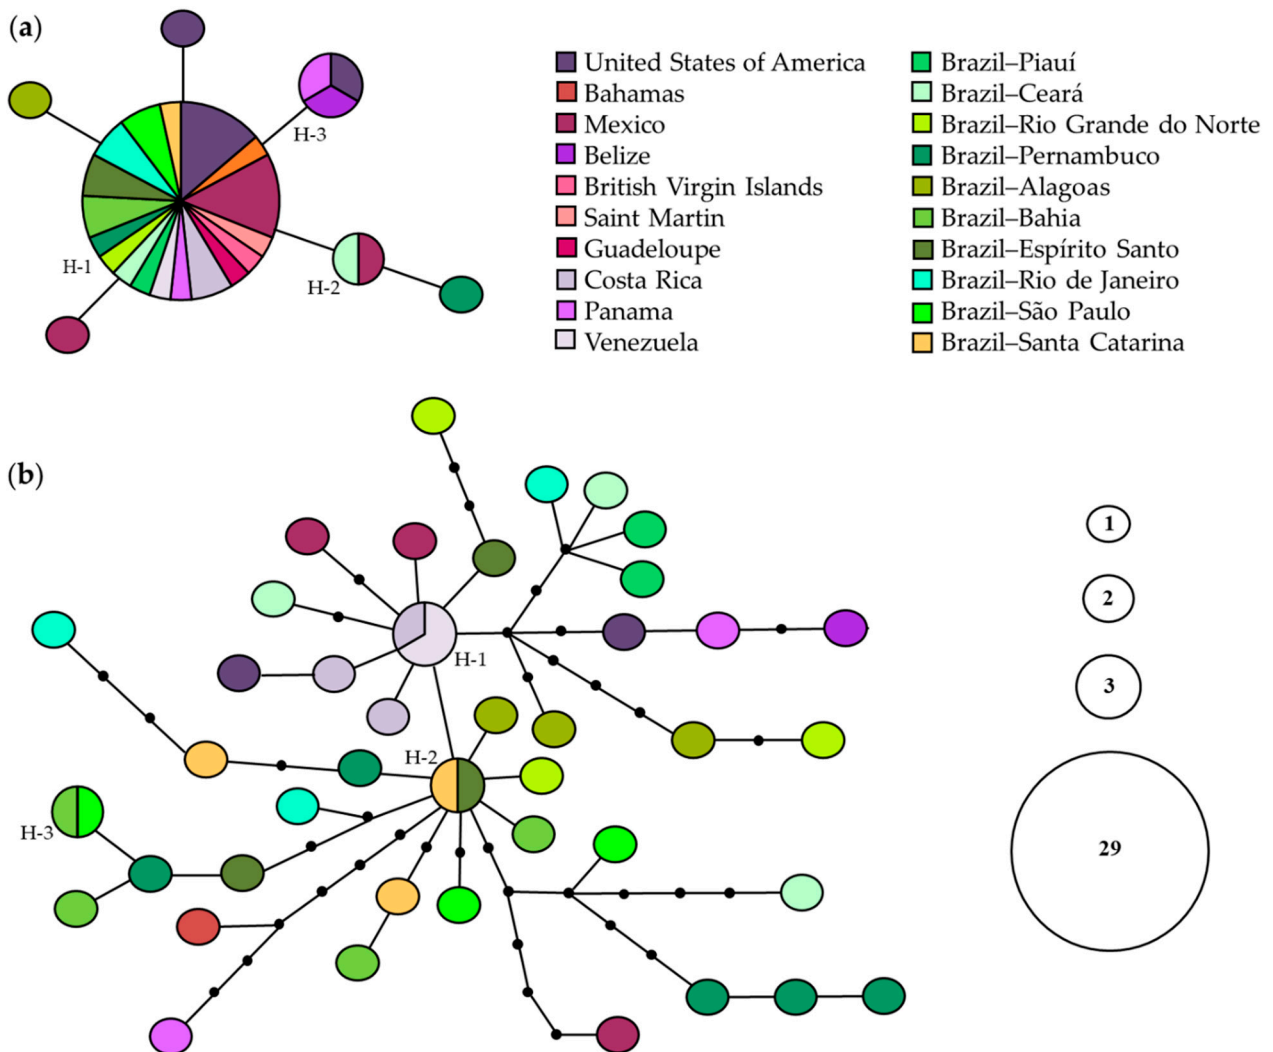 (a)
H-3
H-1
H-2
United States of America
Bahamas
Mexico
Belize
British Virgin Islands
Saint Martin
Guadeloupe
Costa Rica
Panama
Venezuela
Brazil–Piauí
Brazil–Ceará
Brazil–Rio Grande do Norte
Brazil–Pernambuco
Brazil–Alagoas
Brazil–Bahia
Brazil–Espírito Santo
Brazil–Rio de Janeiro
Brazil–São Paulo
Brazil–Santa Catarina
(b)
H-1
H-2
H-3
1
2
3
29